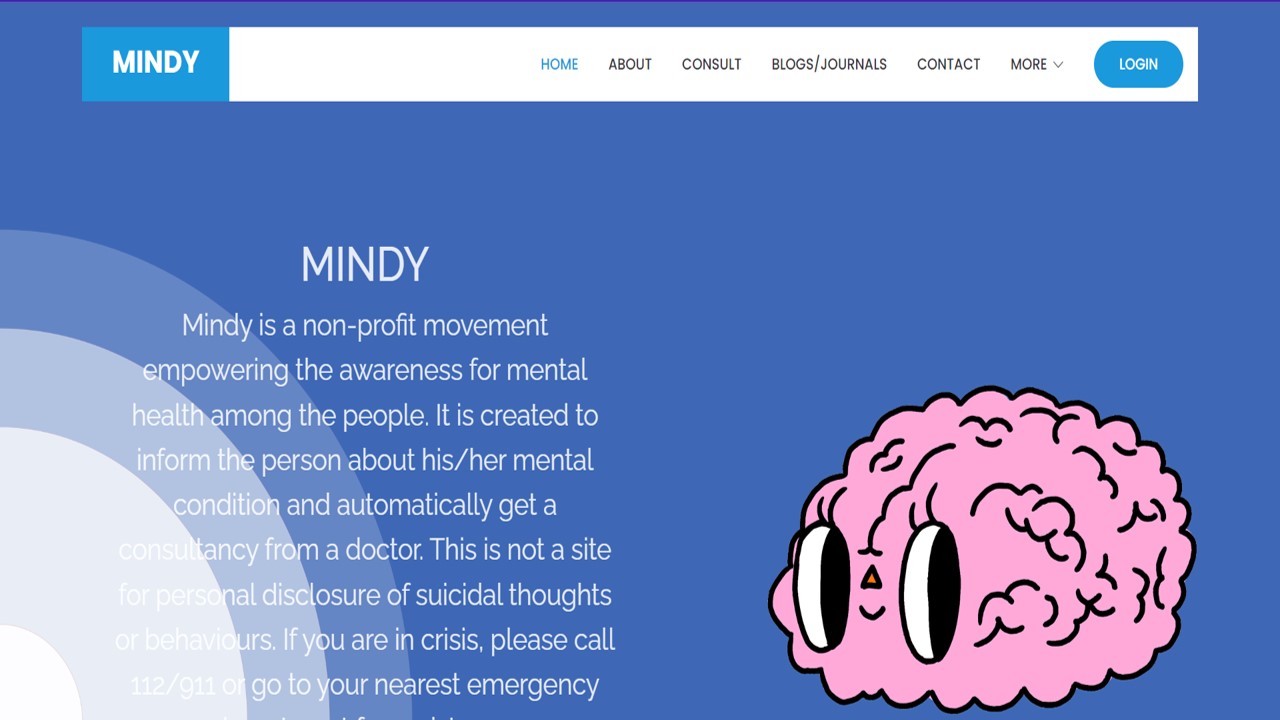 MINDY
HOME ABOUT CONSULT BLOGS/JOURNALS CONTACT MORE LOGIN
MINDY
Mindy is a non-profit movement
empowering the awareness for mental
health among the people. It is created to
inform the person about his/her mental
condition and automatically get a
consultancy from a doctor. This is not a site
for personal disclosure of suicidal thoughts
or behaviours. If you are in crisis, please call
112/911 or go to your nearest emergency